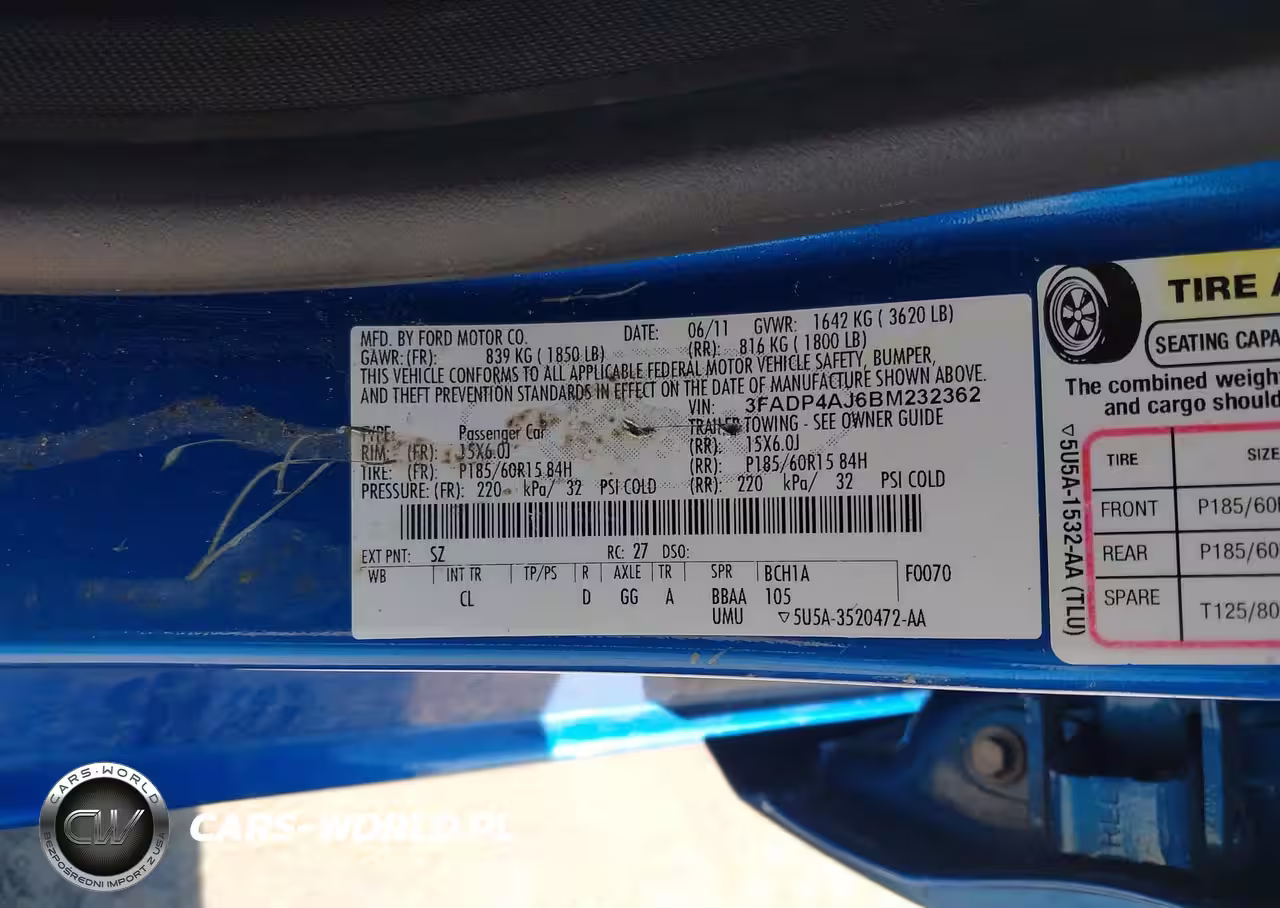 MFD. BY FORD MOTOR CO. DATE: 06/11 GVWR: 1642 KG ( 3620 LB)
GAWR: (FR): 839 KG ( 1850 LB) (RR): 816 KG ( 1800 LB)
THIS VEHICLE CONFORMS TO ALL APPLICABLE FEDERAL MOTOR VEHICLE SAFETY, BUMPER,
AND THEFT PREVENTION STANDARDS IN EFFECT ON THE DATE OF MANUFACTURE SHOWN ABOVE.
VIN: 3FADP4AJ6BM232362
TYPE: Passenger Car TRAILER TOWING - SEE OWNER GUIDE
RIM: (FR): 15X6.0J (RR): 15X6.0J
TIRE: (FR): P185/60R15 84H (RR): P185/60R15 84H
PRESSURE: (FR): 220 kPa/ 32 PSI COLD (RR): 220 kPa/ 32 PSI COLD
EXT PNT: SZ RC: 27 DSO:
WB INT TR TP/PS R AXLE TR SPR BCH1A F0070
CL D GG A BBAA 105
UMU ▽5U5A-3520472-AA
TIRE A
SEATING CAPA
The combined weigh
and cargo should
▽5U5A-1532-AA (TLU)
TIRE SIZE
FRONT P185/60
REAR P185/60
SPARE T125/80
CARS-WORLD
CW
BEZPOŚREDNI IMPORT Z USA
CARS-WORLD.PL